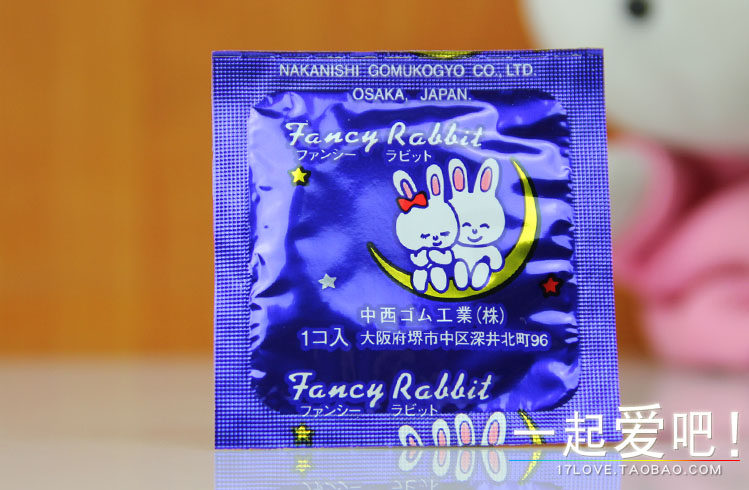 NAKANISHI GOMUKOGYO CO., LTD.
OSAKA, JAPAN.
Fancy Rabbit
ファンシー ラビット
中西ゴム工業(株)
1コ入 大阪府堺市中区深井北町96
Fancy Rabbit
ファンシー ラビット
一起爱吧!
17LOVE.TAOBAO.COM